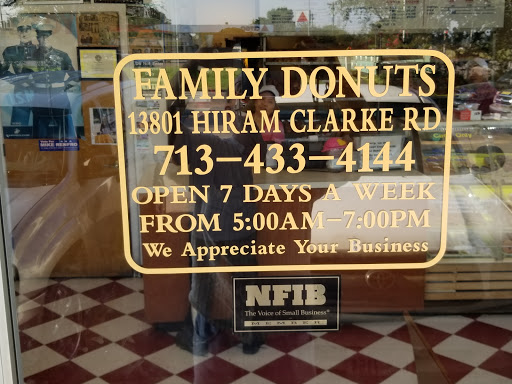 FAMILY DONUTS
13801 HIRAM CLARKE RD
713-433-4144
OPEN 7 DAYS A WEEK
FROM 5:00AM-7:00PM
We Appreciate Your Business
NFIB
The Voice of Small Business®
MEMBER